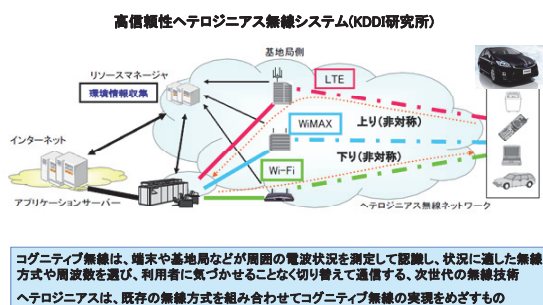 高信頼性ヘテロジニアス無線システム(KDDI研究所)
基地局側
リソースマネージャ
環境情報収集
LTE
WiMAX
上り(非対称)
インターネット
下り(非対称)
Wi-Fi
アプリケーションサーバー
ヘテロジニアス無線ネットワーク
コグニティブ無線は、端末や基地局などが周囲の電波状況を測定して認識し、状況に適した無線
方式や周波数を選び、利用者に気づかせることなく切り替えて通信する、次世代の無線技術
ヘテロジニアスは、既存の無線方式を組み合わせてコグニティブ無線の実現をめざすもの